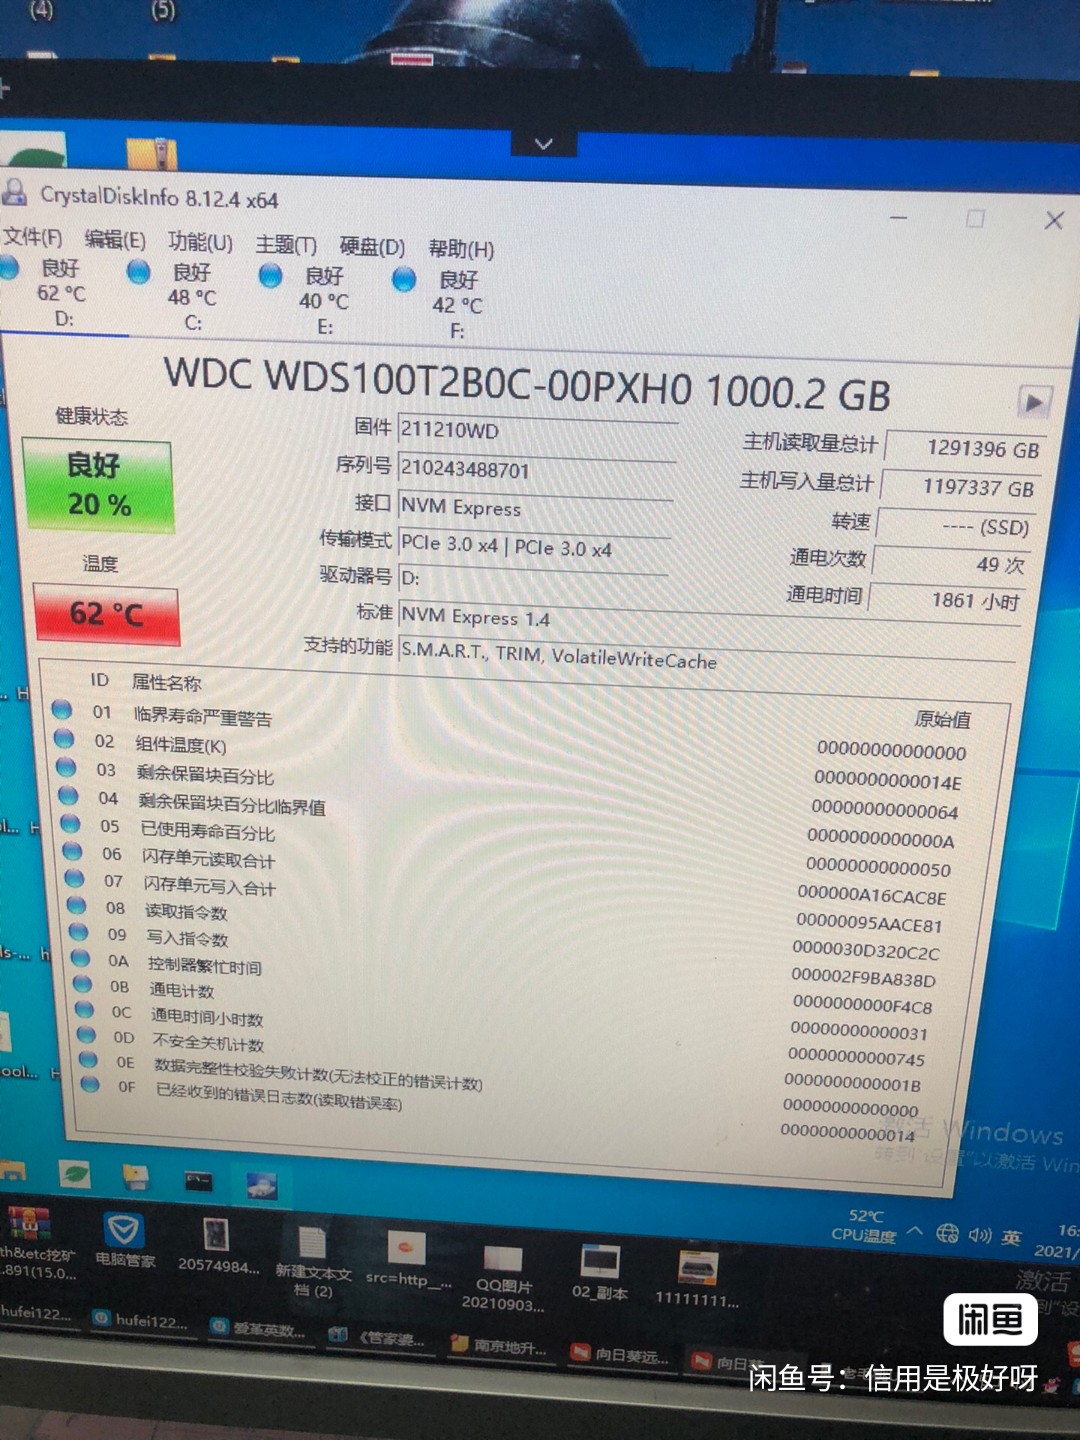 (4) (5)
CrystalDiskInfo 8.12.4 x64
文件(F) 编辑(E) 功能(U) 主题(T) 硬盘(D) 帮助(H)
良好 良好 良好 良好
62 °C 48 °C 40 °C 42 °C
D: C: E: F:
WDC WDS100T2B0C-00PXH0 1000.2 GB
健康状态
良好
20 %
温度
62 °C
固件 211210WD
序列号 210243488701
接口 NVM Express
传输模式 PCIe 3.0 x4 | PCIe 3.0 x4
驱动器号 D:
标准 NVM Express 1.4
支持的功能 S.M.A.R.T., TRIM, VolatileWriteCache
主机读取量总计 1291396 GB
主机写入量总计 1197337 GB
转速 ---- (SSD)
通电次数 49 次
通电时间 1861 小时
ID 属性名称 原始值
01 临界寿命严重警告 00000000000000
02 组件温度(K) 0000000000014E
03 剩余保留块百分比 00000000000064
04 剩余保留块百分比临界值 0000000000000A
05 已使用寿命百分比 00000000000050
06 闪存单元读取合计 000000A16CAC8E
07 闪存单元写入合计 00000095AACE81
08 读取指令数 0000030D320C2C
09 写入指令数 000002F9BA838D
0A 控制器繁忙时间 0000000000F4C8
0B 通电计数 00000000000031
0C 通电时间小时数 00000000000745
0D 不安全关机计数 0000000000001B
0E 数据完整性校验失败计数(无法校正的错误计数) 00000000000000
0F 已经收到的错误日志数(读取错误率) 00000000000014
激活 Windows
转到"设置"以激活 Win
52℃
CPU温度
英
16:
2021/
th&etc挖矿
.891(15.0...
电脑管家
20574984...
新建文本文
档 (2)
src=http_...
QQ图片
20210903...
02_副本
11111111...
激活
hufei122...
hufei122...
爱革英数...
《管家婆...
南京地升...
向日葵远...
向日
闲鱼
闲鱼号：信用是极好呀